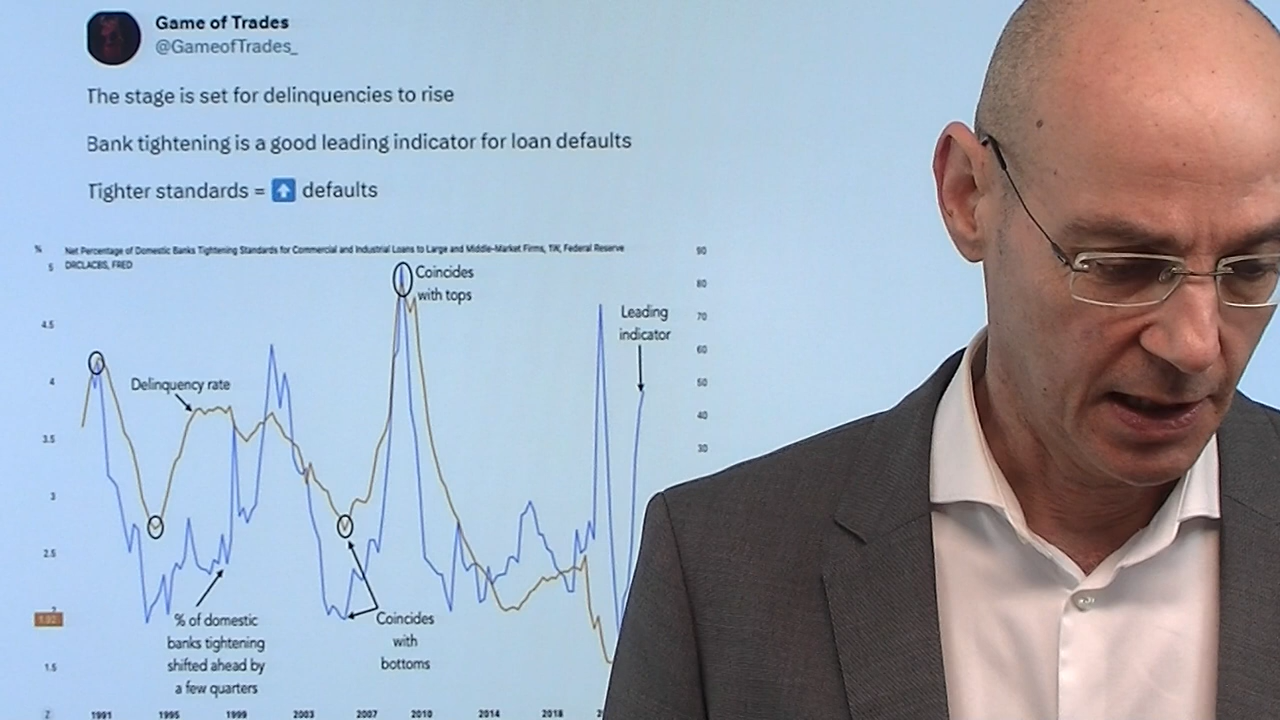 Game of Trades
@GameofTrades_
The stage is set for delinquencies to rise
Bank tightening is a good leading indicator for loan defaults
Tighter standards = ⬆ defaults
% Net Percentage of Domestic Banks Tightening Standards for Commercial and Industrial Loans to Large and Middle-Market Firms, 1W, Federal Reserve 90
DRCLACBS, FRED
5
80
4.5
70
60
4
50
40
3.5
30
3
2.5
2
1.92
1.5
Coincides
with tops
Leading
indicator
Delinquency rate
% of domestic
banks tightening
shifted ahead by
a few quarters
Coincides
with
bottoms
Z 1991 1995 1999 2003 2007 2010 2014 2018